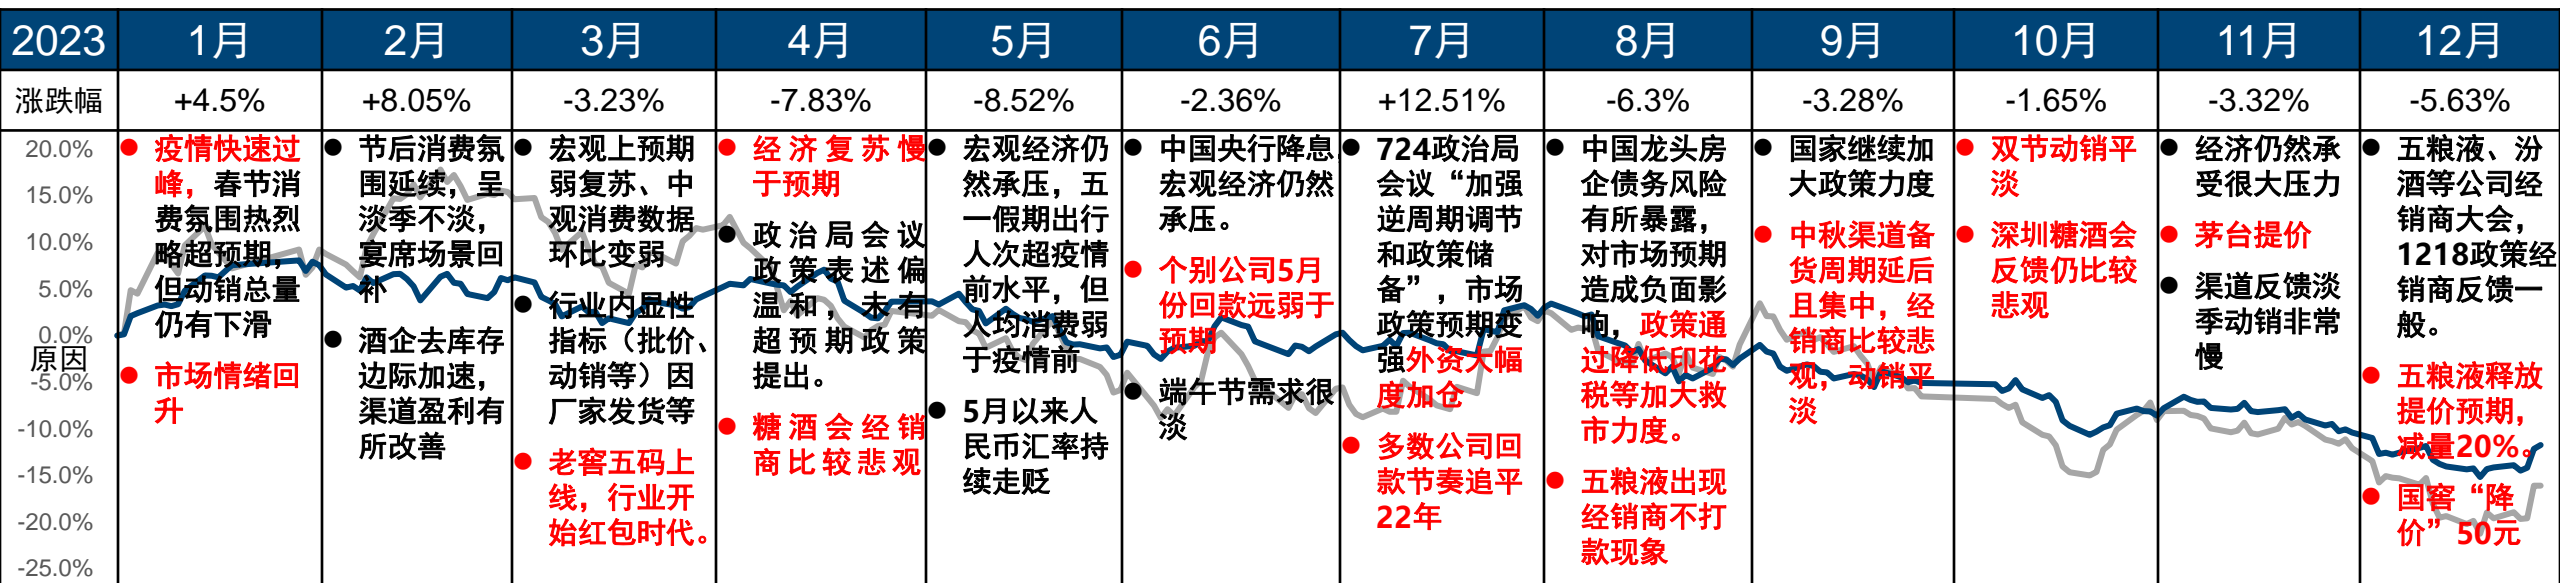 2023 1月 2月 3月 4月 5月 6月 7月 8月 9月 10月 11月 12月
涨跌幅 +4.5% +8.05% -3.23% -7.83% -8.52% -2.36% +12.51% -6.3% -3.28% -1.65% -3.32% -5.63%
20.0%
15.0%
10.0%
5.0%
0.0%
原因
-5.0%
-10.0%
-15.0%
-20.0%
-25.0%
疫情快速过
峰，春节消
费氛围热烈
略超预期，
但动销总量
仍有下滑
市场情绪回
升
节后消费氛
围延续，呈
淡季不淡，
宴席场景回
补
酒企去库存
边际加速，
渠道盈利有
所改善
宏观上预期
弱复苏、中
观消费数据
环比变弱
行业内显性
指标（批价、
动销等）因
厂家发货等
老窖五码上
线，行业开
始红包时代。
经济复苏慢
于预期
政治局会议
政策表述偏
温和，未有
超预期政策
提出。
糖酒会经销
商比较悲观
宏观经济仍
然承压，五
一假期出行
人次超疫情
前水平，但
人均消费弱
于疫情前
5月以来人
民币汇率持
续走贬
中国央行降息，
宏观经济仍然
承压。
个别公司5月
份回款远弱于
预期
端午节需求很
淡
724政治局
会议“加强
逆周期调节
和政策储
备”，市场
政策预期变
强外资大幅
度加仓
多数公司回
款节奏追平
22年
中国龙头房
企债务风险
有所暴露，
对市场预期
造成负面影
响，政策通
过降低印花
税等加大救
市力度。
五粮液出现
经销商不打
款现象
国家继续加
大政策力度
中秋渠道备
货周期延后
且集中，经
销商比较悲
观，动销平
淡
双节动销平
淡
深圳糖酒会
反馈仍比较
悲观
经济仍然承
受很大压力
茅台提价
渠道反馈淡
季动销非常
慢
五粮液、汾
酒等公司经
销商大会，
1218政策经
销商反馈一
般。
五粮液释放
提价预期，
减量20%。
国窖“降
价”50元